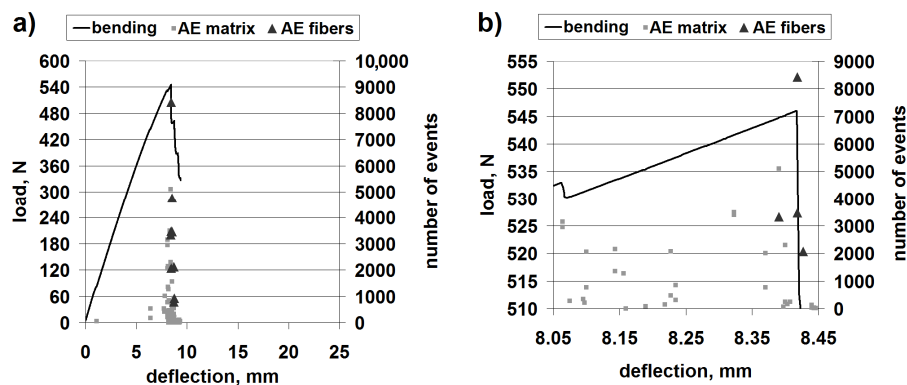 a)
bending AE matrix AE fibers
600 10,000
540 9000
480 8000
420 7000
360 6000
300 5000
240 4000
180 3000
120 2000
60 1000
0 0
load, N
number of events
0 5 10 15 20 25
deflection, mm
b)
bending AE matrix AE fibers
555 9000
550 8000
545 7000
540 6000
535 5000
530 4000
525 3000
520 2000
515 1000
510 0
load, N
number of events
8.05 8.15 8.25 8.35 8.45
deflection, mm